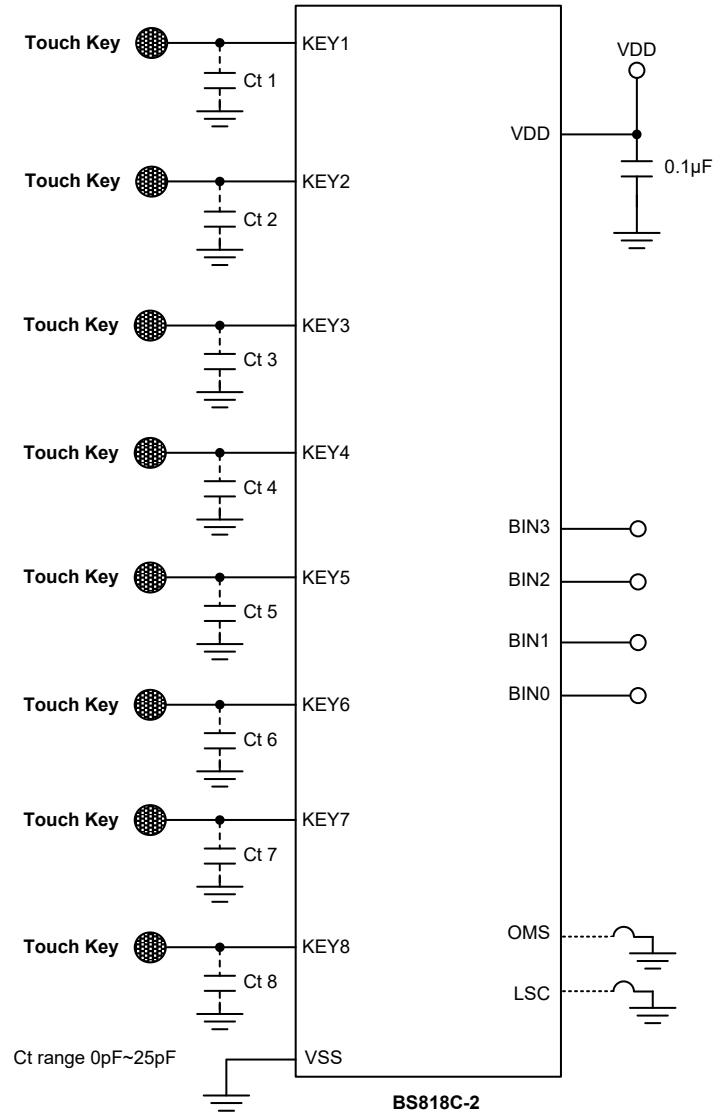 Touch Key
KEY1
Ct 1
VDD
VDD
0.1µF
Touch Key
KEY2
Ct 2
Touch Key
KEY3
Ct 3
Touch Key
KEY4
Ct 4
BIN3
Touch Key
KEY5
BIN2
Ct 5
BIN1
BIN0
Touch Key
KEY6
Ct 6
Touch Key
KEY7
Ct 7
OMS
Touch Key
KEY8
Ct 8
LSC
Ct range 0pF~25pF
VSS
BS818C-2